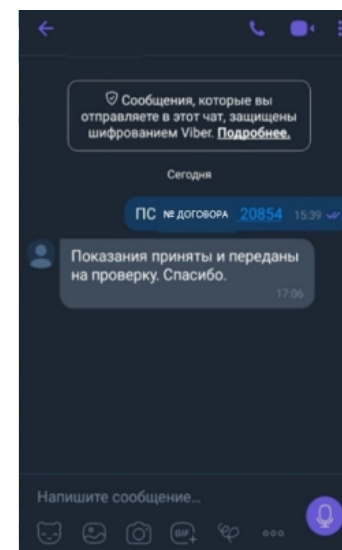 Сообщения, которые вы
отправляете в этот чат, защищены
шифрованием Viber. Подробнее.
Сегодня
ПС № ДОГОВОРА 20854 15:39
Показания приняты и переданы
на проверку. Спасибо.
17:06
Напишите сообщение...
GIF